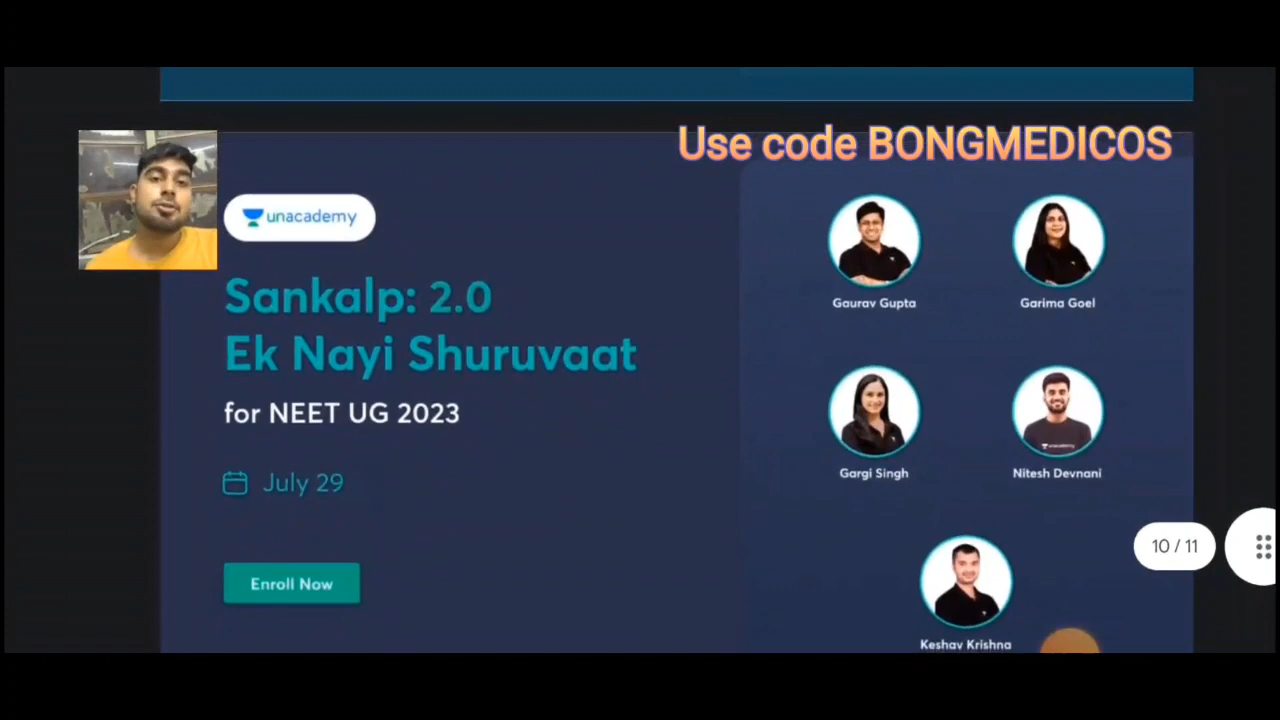 Use code BONGMEDICOS
unacademy
Sankalp: 2.0
Ek Nayi Shuruvaat
for NEET UG 2023
July 29
Enroll Now
Gaurav Gupta
Garima Goel
Gargi Singh
Nitesh Devnani
unacademy
Keshav Krishna
10 / 11